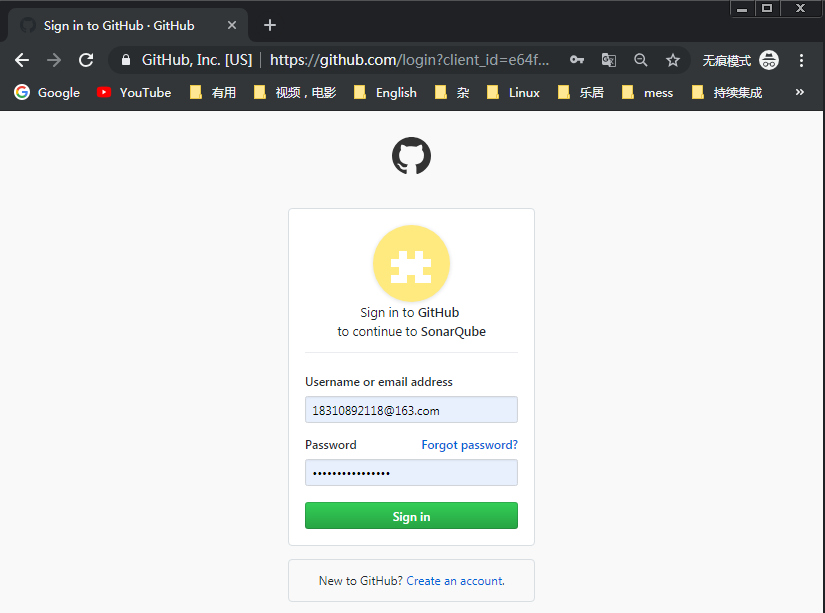 Sign in to GitHub · GitHub
GitHub, Inc. [US] | https://github.com/login?client_id=e64f... 无痕模式
Google YouTube 有用 视频，电影 English 杂 Linux 乐居 mess 持续集成 »
Sign in to GitHub
to continue to SonarQube
Username or email address
18310892118@163.com
Password Forgot password?
••••••••••••••••
Sign in
New to GitHub? Create an account.